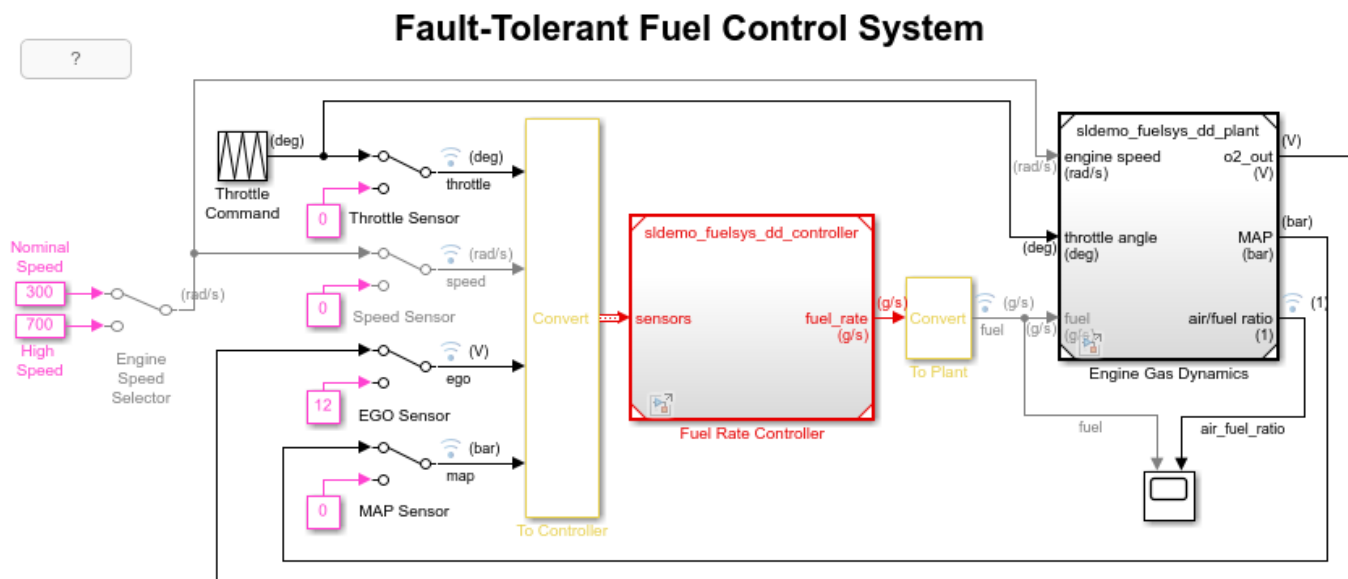 Fault-Tolerant Fuel Control System
?
(deg)
Throttle
Command
(deg)
throttle
0
Throttle Sensor
Nominal
Speed
300
700
High
Speed
(rad/s)
Engine
Speed
Selector
(rad/s)
speed
0
Speed Sensor
(V)
ego
12
EGO Sensor
(bar)
map
0
MAP Sensor
Convert
To Controller
sldemo_fuelsys_dd_controller
sensors
fuel_rate
(g/s)
Fuel Rate Controller
(g/s)
Convert
To Plant
(g/s)
fuel
(g/s)
(rad/s)
(deg)
sldemo_fuelsys_dd_plant
engine speed
(rad/s)
o2_out
(V)
throttle angle
(deg)
MAP
(bar)
fuel
(g/s)
air/fuel ratio
(1)
Engine Gas Dynamics
(V)
(bar)
(1)
fuel
air_fuel_ratio